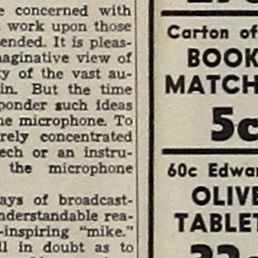 e concerned with
work upon those
ended. It is pleas-
aginative view of
ty of the vast au-
in. But the time
ponder such ideas
ne microphone. To
rely concentrated
ech or an instru-
the microphone
ays of broadcast-
nderstandable rea-
-inspiring "mike."
ll in doubt as to
Carton of
BOOK
MATCH
5c
60c Edwar
OLIVE
TABLET